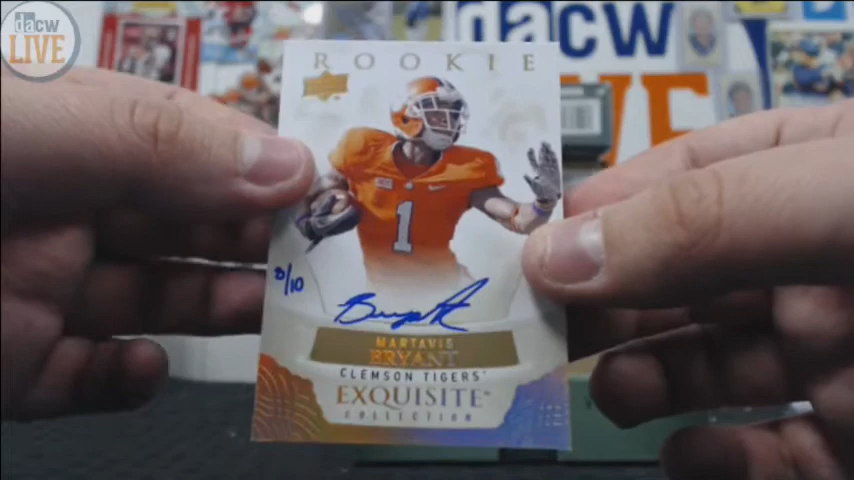 dacw
LIVE
dacw
ROOKIE
1
8/10
MARTAVIS
BRYANT
CLEMSON TIGERS
EXQUISITE
COLLECTION